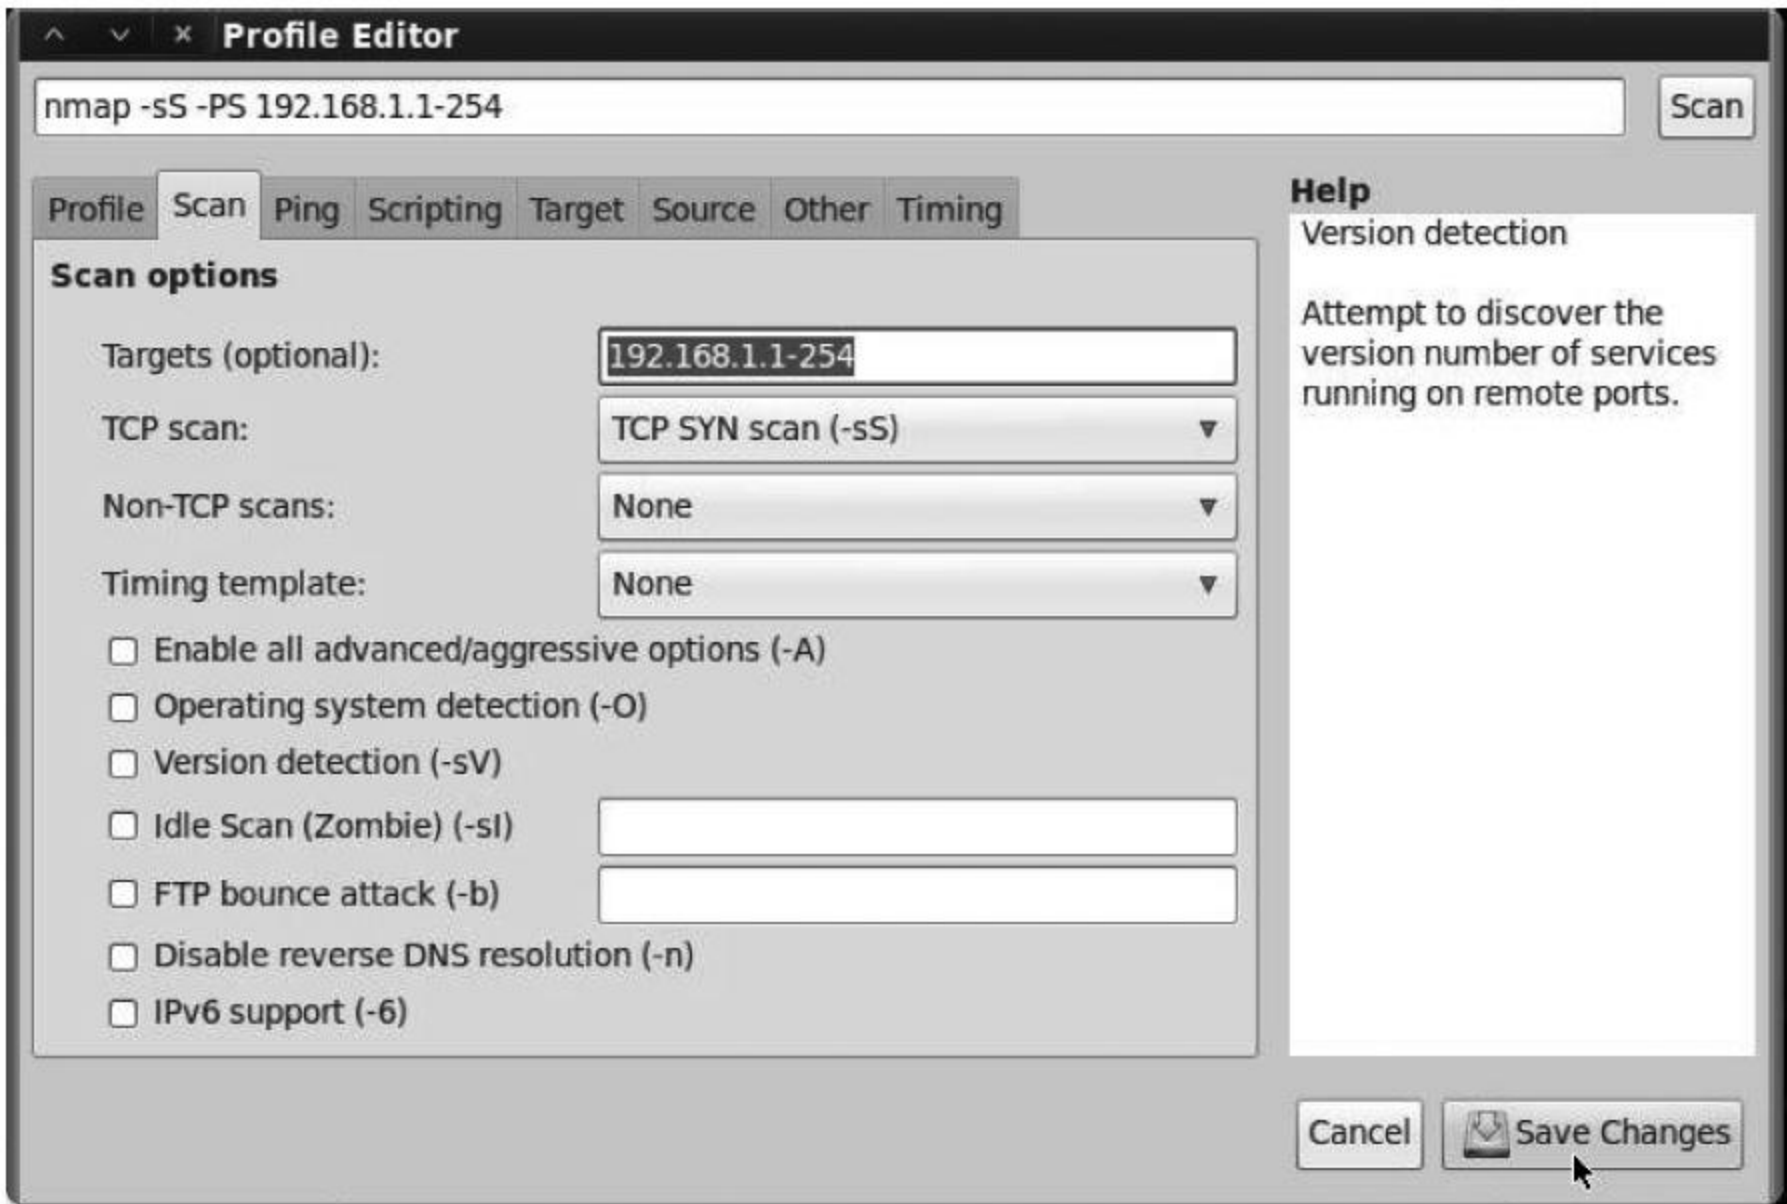 Profile Editor
nmap -sS -PS 192.168.1.1-254
Scan
Profile Scan Ping Scripting Target Source Other Timing
Scan options
Targets (optional): 192.168.1.1-254
TCP scan: TCP SYN scan (-sS)
Non-TCP scans: None
Timing template: None
Enable all advanced/aggressive options (-A)
Operating system detection (-O)
Version detection (-sV)
Idle Scan (Zombie) (-sI)
FTP bounce attack (-b)
Disable reverse DNS resolution (-n)
IPv6 support (-6)
Help
Version detection
Attempt to discover the
version number of services
running on remote ports.
Cancel
Save Changes